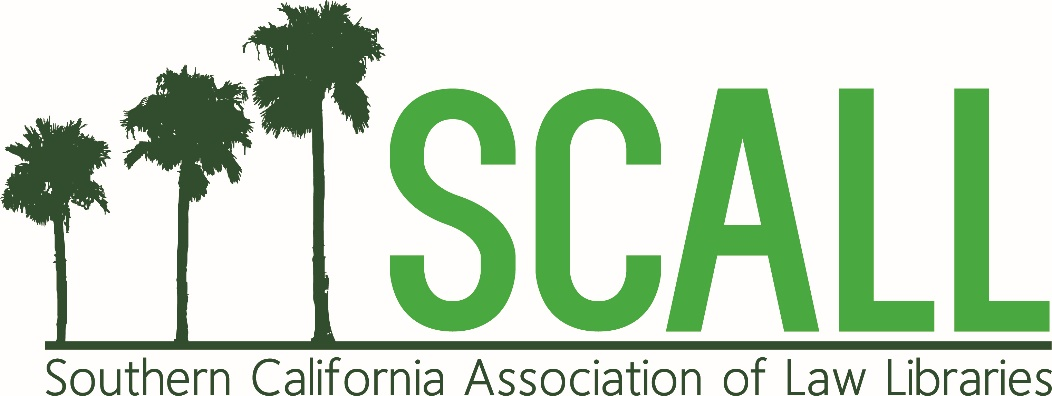 SCALL
Southern California Association of Law Libraries